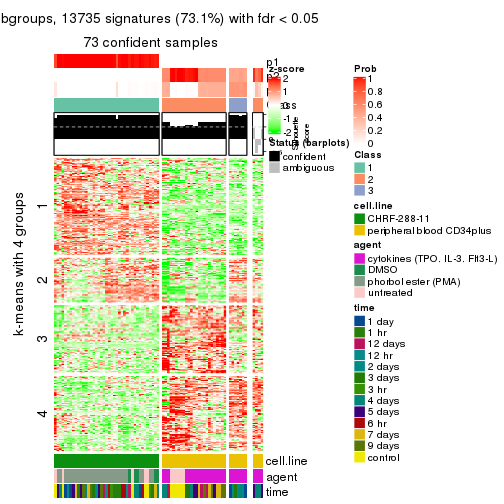 bgroups, 13735 signatures (73.1%) with fdr < 0.05
73 confident samples
p1
z-score
2
1
0
-1
-2
Silhouette
score
Status (barplots)
confident
ambiguous
k-means with 4 groups
1
2
3
4
cell.line
agent
time
Prob
1
0.8
0.6
0.4
0.2
0
Class
1
2
3
cell.line
CHRF-288-11
peripheral blood CD34plus
agent
cytokines (TPO, IL-3, Flt3-L)
DMSO
phorbol ester (PMA)
untreated
time
1 day
1 hr
12 days
12 hr
2 days
3 days
3 hr
4 days
5 days
6 hr
7 days
9 days
control